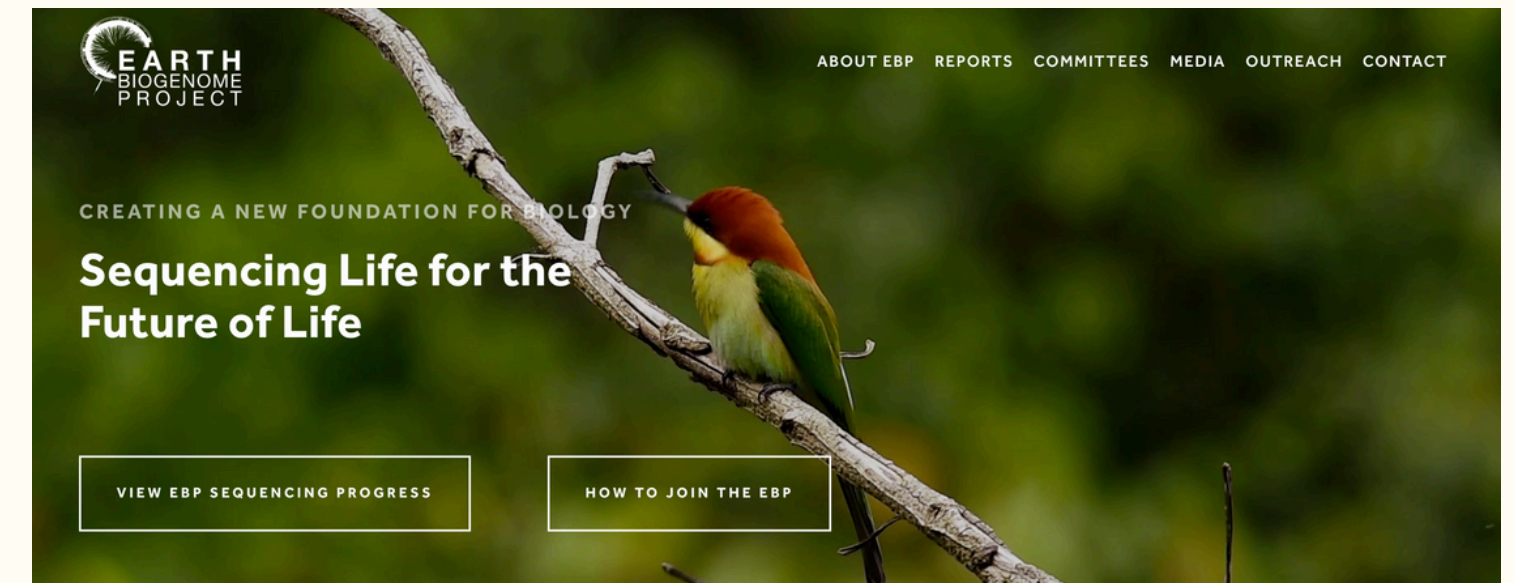 EARTH
BIOGENOME
PROJECT
ABOUT EBP REPORTS COMMITTEES MEDIA OUTREACH CONTACT
CREATING A NEW FOUNDATION FOR BIOLOGY
Sequencing Life for the
Future of Life
VIEW EBP SEQUENCING PROGRESS
HOW TO JOIN THE EBP